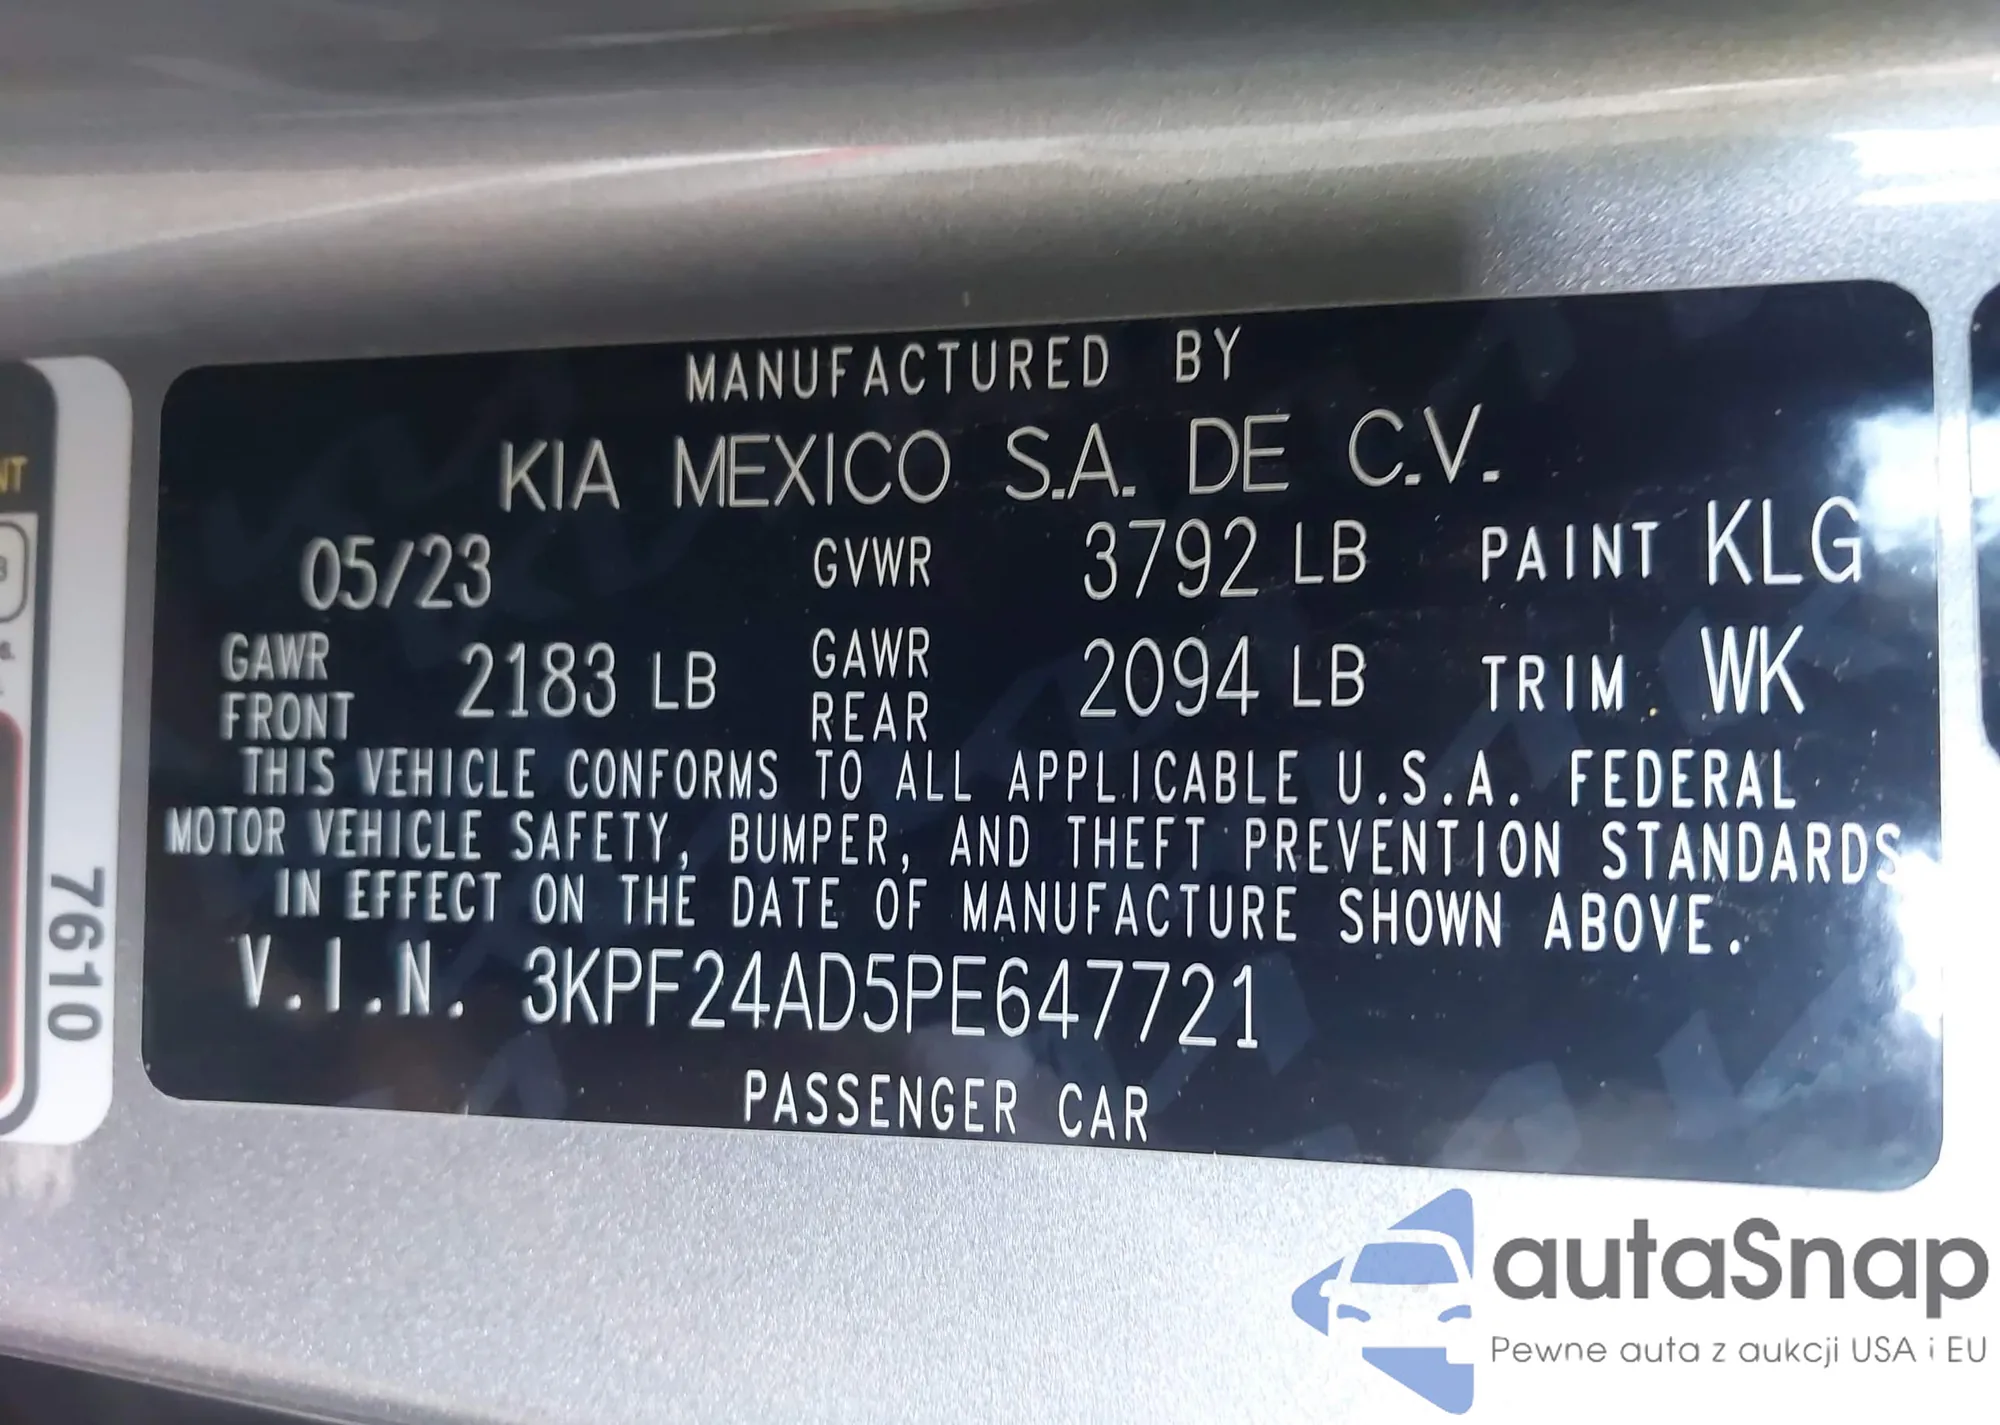 MANUFACTURED BY
KIA MEXICO S.A. DE C.V.
05/23 GVWR 3792 LB PAINT KLG
GAWR FRONT 2183 LB GAWR REAR 2094 LB TRIM WK
THIS VEHICLE CONFORMS TO ALL APPLICABLE U.S.A. FEDERAL
MOTOR VEHICLE SAFETY, BUMPER, AND THEFT PREVENTION STANDARDS
IN EFFECT ON THE DATE OF MANUFACTURE SHOWN ABOVE.
V.I.N. 3KPF24AD5PE647721
PASSENGER CAR
7610
autaSnap
Pewne auta z aukcji USA i EU